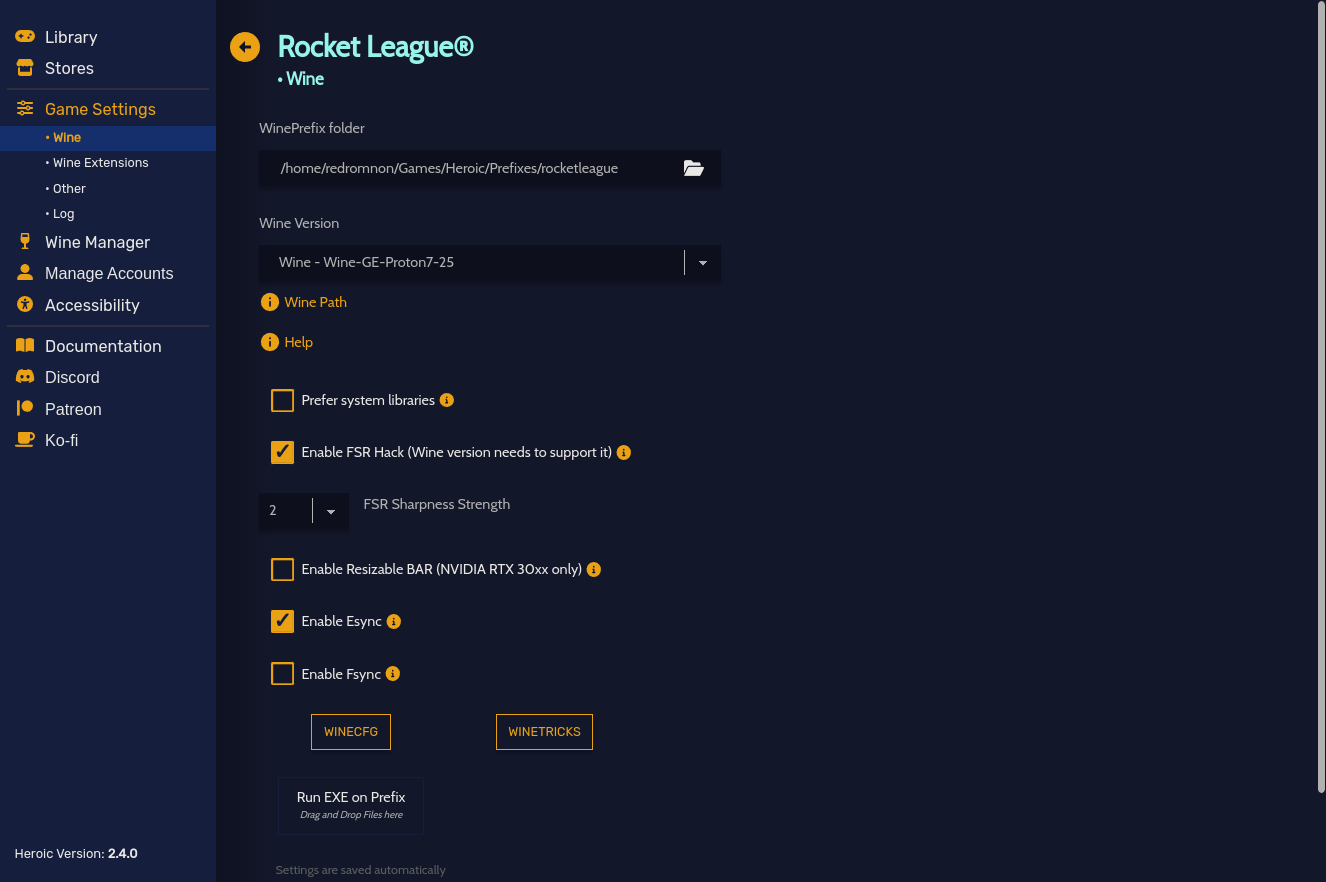 Library
Stores
Game Settings
• Wine
• Wine Extensions
• Other
• Log
Wine Manager
Manage Accounts
Accessibility
Documentation
Discord
Patreon
Ko-fi
Heroic Version: 2.4.0
Rocket League®
• Wine
WinePrefix folder
/home/redromnon/Games/Heroic/Prefixes/rocketleague
Wine Version
Wine - Wine-GE-Proton7-25
Wine Path
Help
Prefer system libraries
Enable FSR Hack (Wine version needs to support it)
2 FSR Sharpness Strength
Enable Resizable BAR (NVIDIA RTX 30xx only)
Enable Esync
Enable Fsync
WINECFG WINETRICKS
Run EXE on Prefix
Drag and Drop Files here
Settings are saved automatically